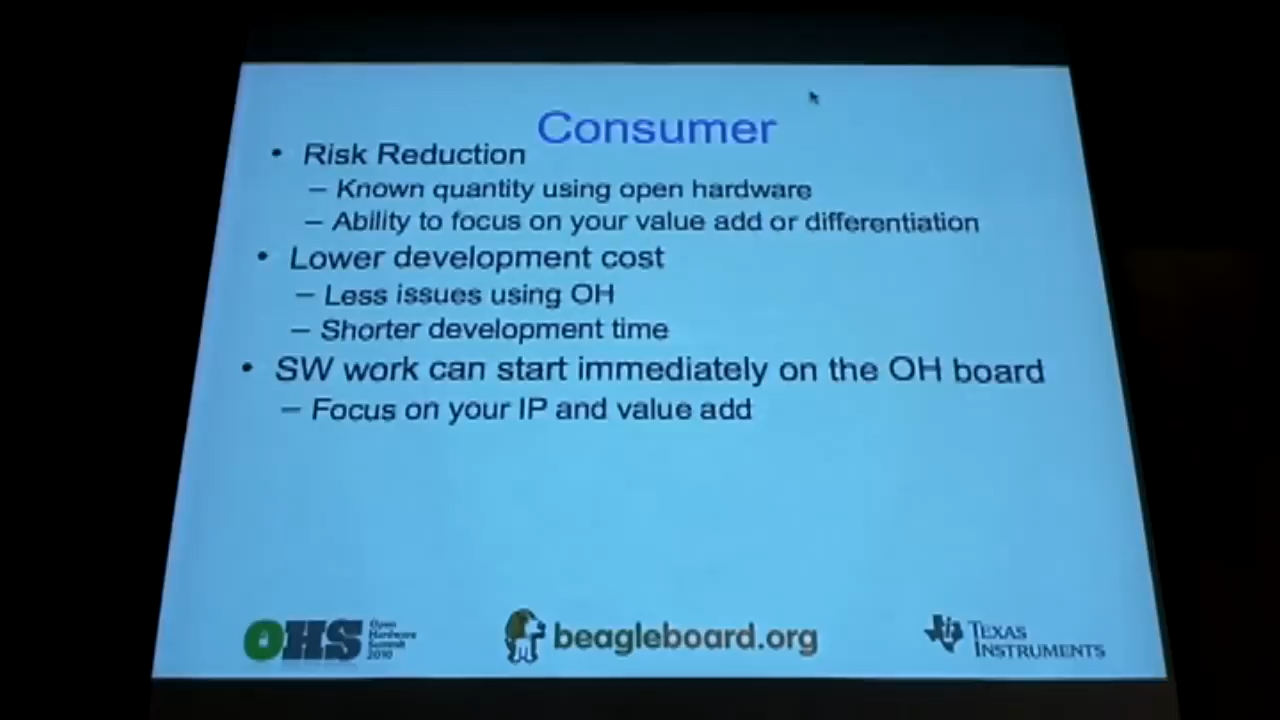 Consumer
• Risk Reduction
– Known quantity using open hardware
– Ability to focus on your value add or differentiation
• Lower development cost
– Less issues using OH
– Shorter development time
• SW work can start immediately on the OH board
– Focus on your IP and value add
OHS
Open
Hardware
Summit
2010
beagleboard.org
ti
TEXAS
INSTRUMENTS